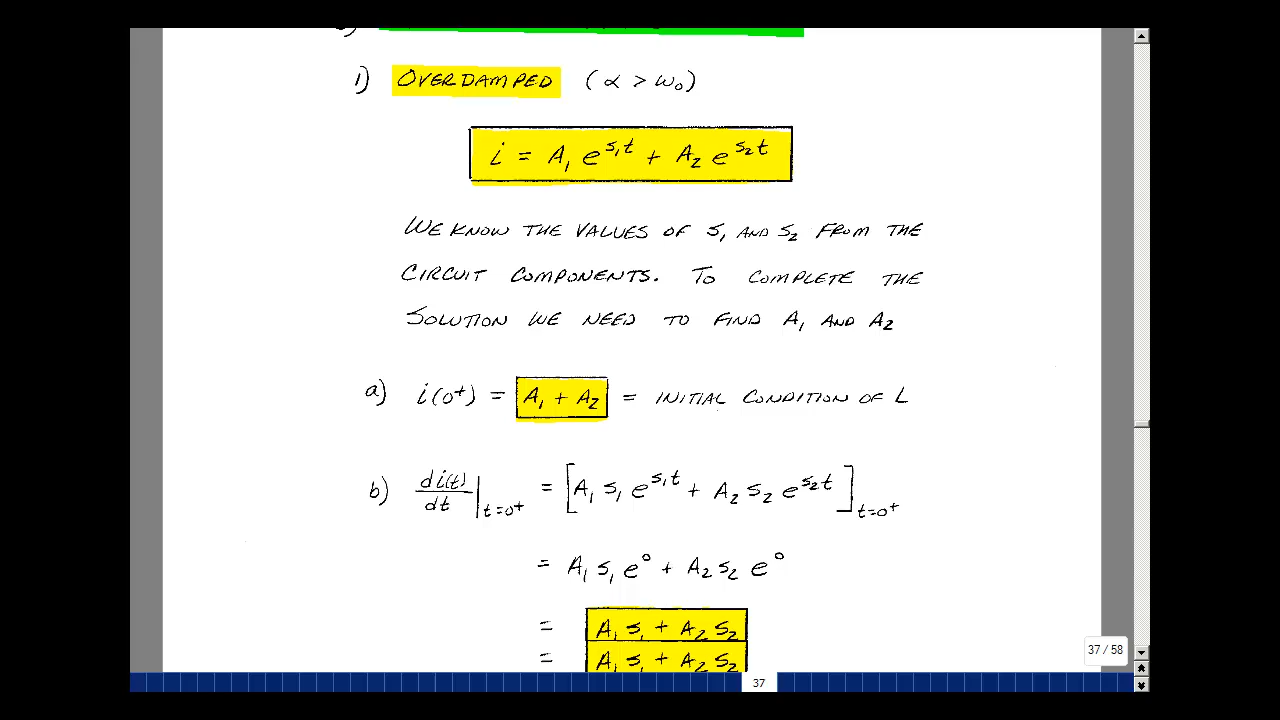 1) OVERDAMPED (α > ω₀)
i = A₁ e^{s₁t} + A₂ e^{s₂t}
WE KNOW THE VALUES OF s₁ AND s₂ FROM THE
CIRCUIT COMPONENTS. TO COMPLETE THE
SOLUTION WE NEED TO FIND A₁ AND A₂
a) i(0⁺) = A₁ + A₂ = INITIAL CONDITION OF L
b) di(t)/dt |_{t=0⁺} = [A₁ s₁ e^{s₁t} + A₂ s₂ e^{s₂t}]_{t=0⁺}
= A₁ s₁ e⁰ + A₂ s₂ e⁰
= A₁ s₁ + A₂ s₂
= A₁ s₁ + A₂ s₂
37 / 58
37